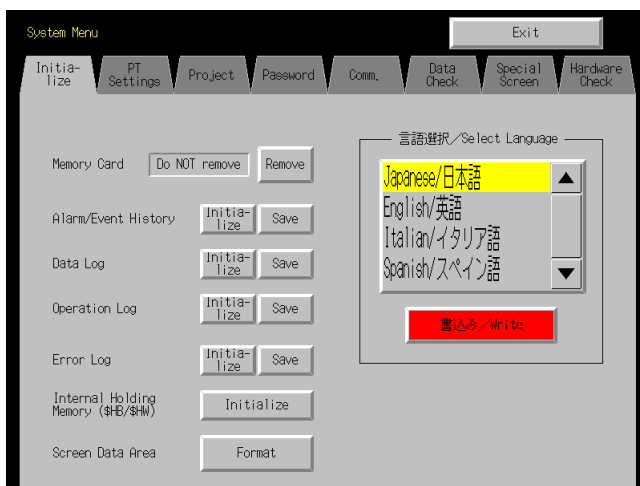 System Menu
Exit
Initia-
lize
PT
Settings
Project
Password
Comm.
Data
Check
Special
Screen
Hardware
Check
言語選択/Select Language
Memory Card
Do NOT remove
Remove
Japanese/日本語
English/英語
Italian/イタリア語
Spanish/スペイン語
Alarm/Event History
Initia-
lize
Save
Data Log
Initia-
lize
Save
Operation Log
Initia-
lize
Save
書込み/Write
Error Log
Initia-
lize
Save
Internal Holding
Memory ($HB/$HW)
Initialize
Screen Data Area
Format